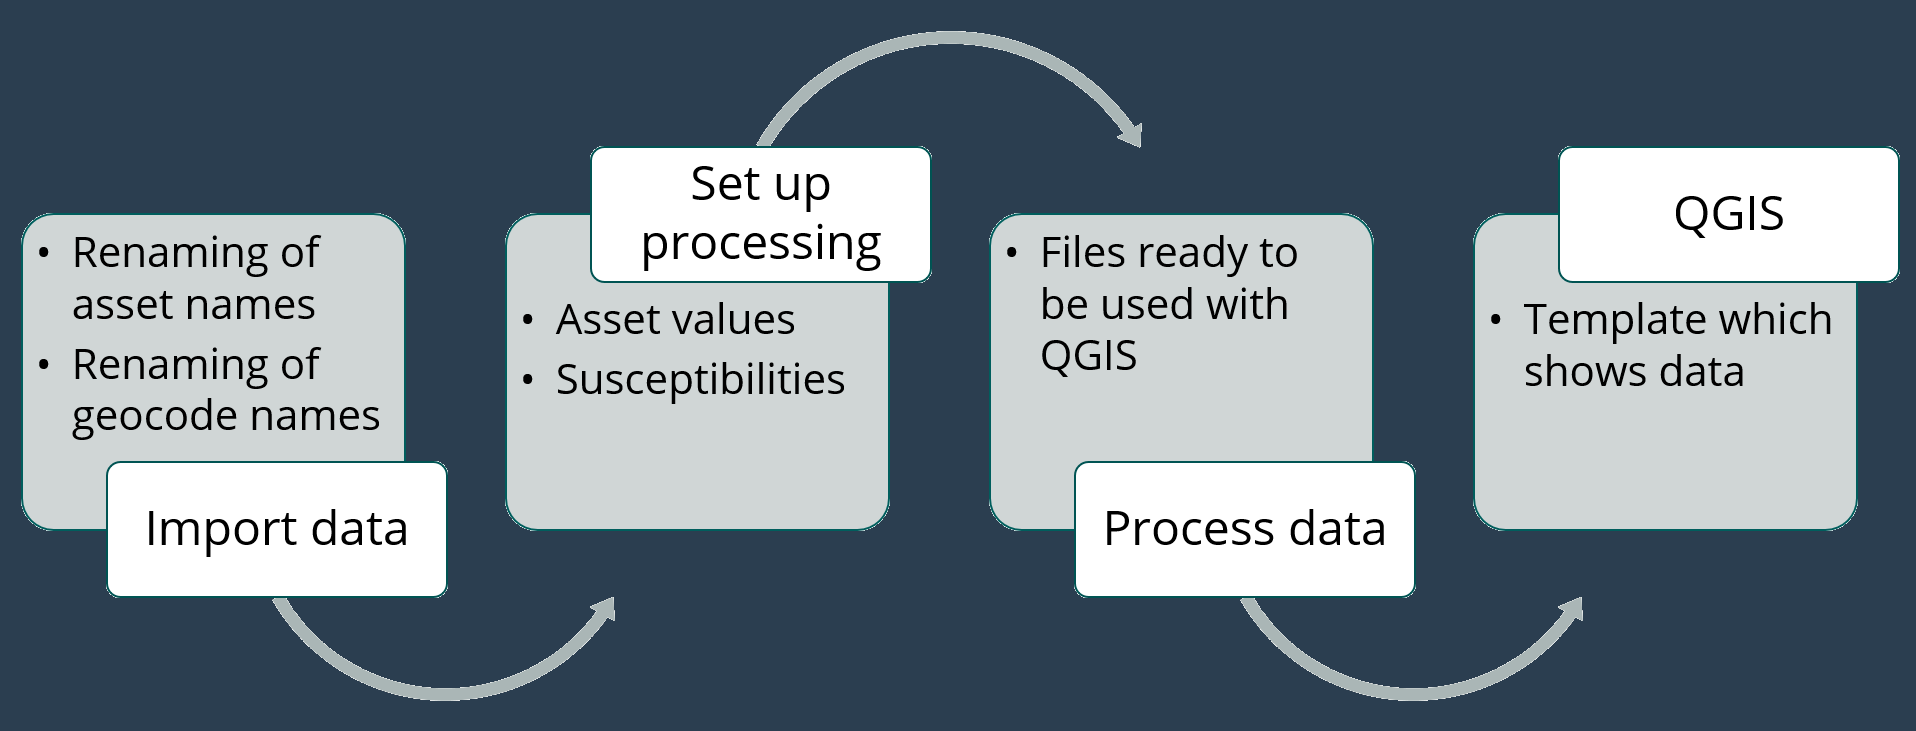 • Renaming of
asset names
• Renaming of
geocode names
Import data
Set up
processing
• Asset values
• Susceptibilities
• Files ready to
be used with
QGIS
Process data
QGIS
• Template which
shows data